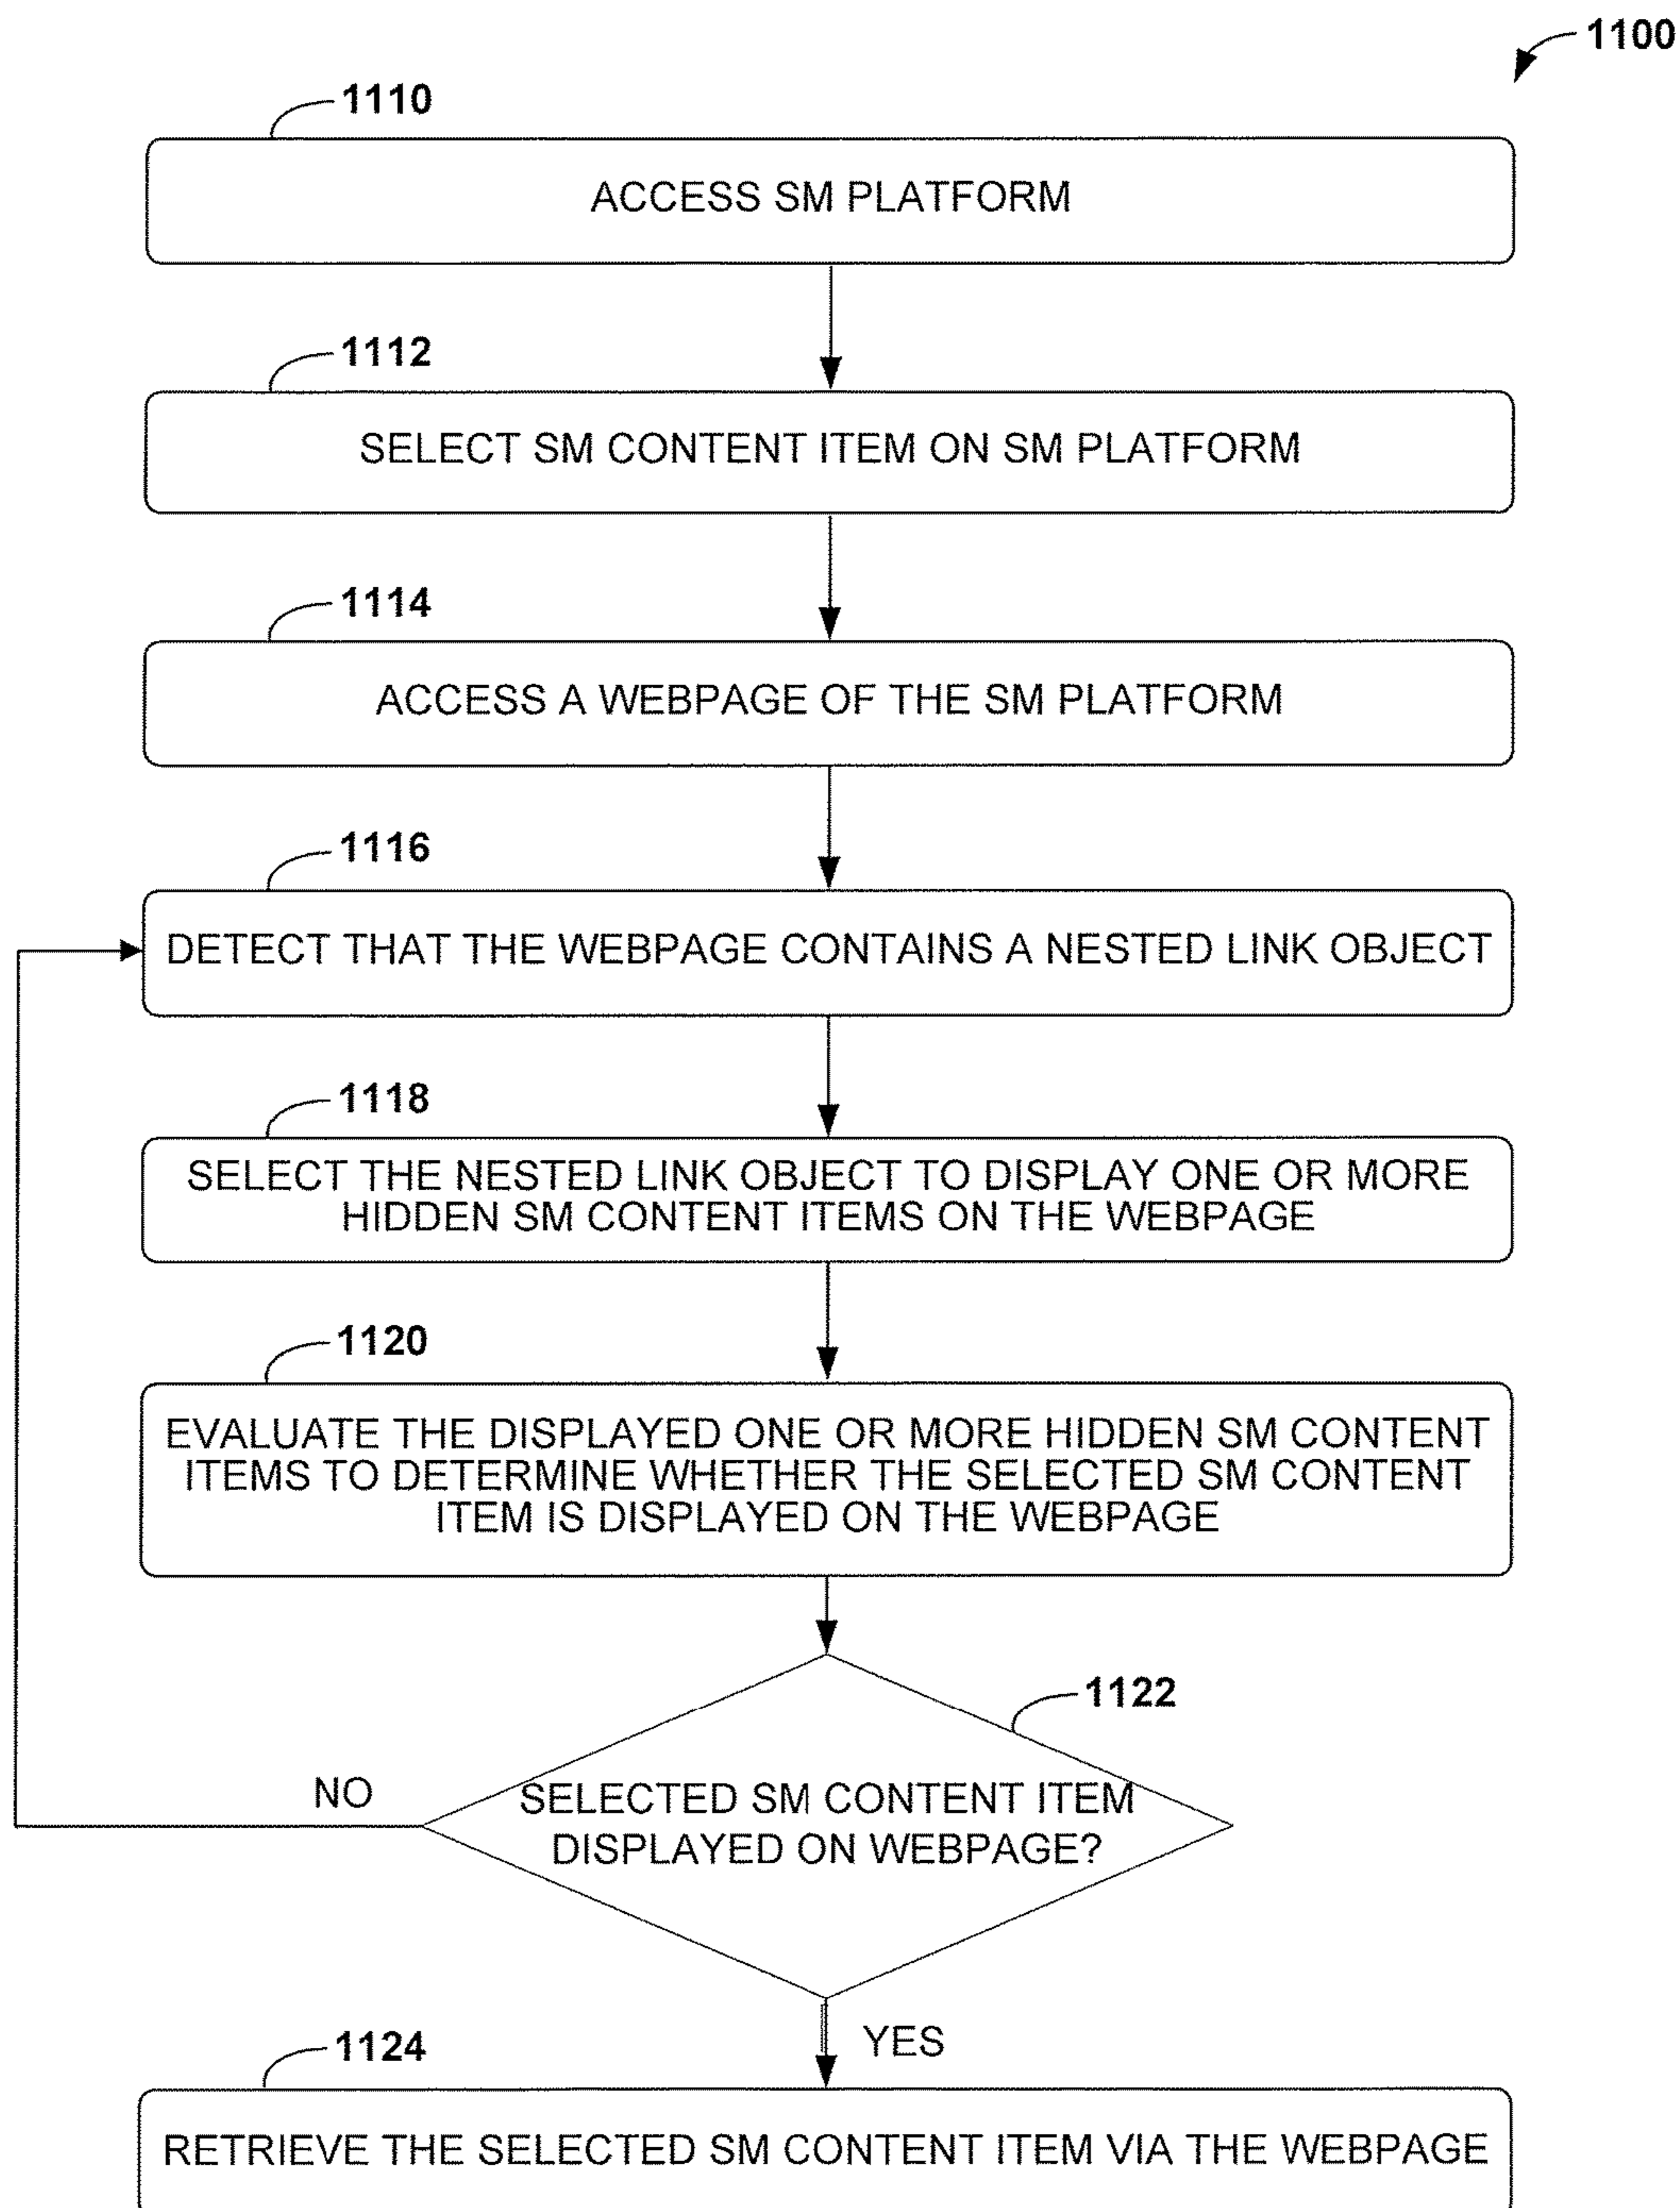 1100
1110
ACCESS SM PLATFORM
1112
SELECT SM CONTENT ITEM ON SM PLATFORM
1114
ACCESS A WEBPAGE OF THE SM PLATFORM
1116
DETECT THAT THE WEBPAGE CONTAINS A NESTED LINK OBJECT
1118
SELECT THE NESTED LINK OBJECT TO DISPLAY ONE OR MORE
HIDDEN SM CONTENT ITEMS ON THE WEBPAGE
1120
EVALUATE THE DISPLAYED ONE OR MORE HIDDEN SM CONTENT
ITEMS TO DETERMINE WHETHER THE SELECTED SM CONTENT
ITEM IS DISPLAYED ON THE WEBPAGE
1122
NO
SELECTED SM CONTENT ITEM
DISPLAYED ON WEBPAGE?
YES
1124
RETRIEVE THE SELECTED SM CONTENT ITEM VIA THE WEBPAGE